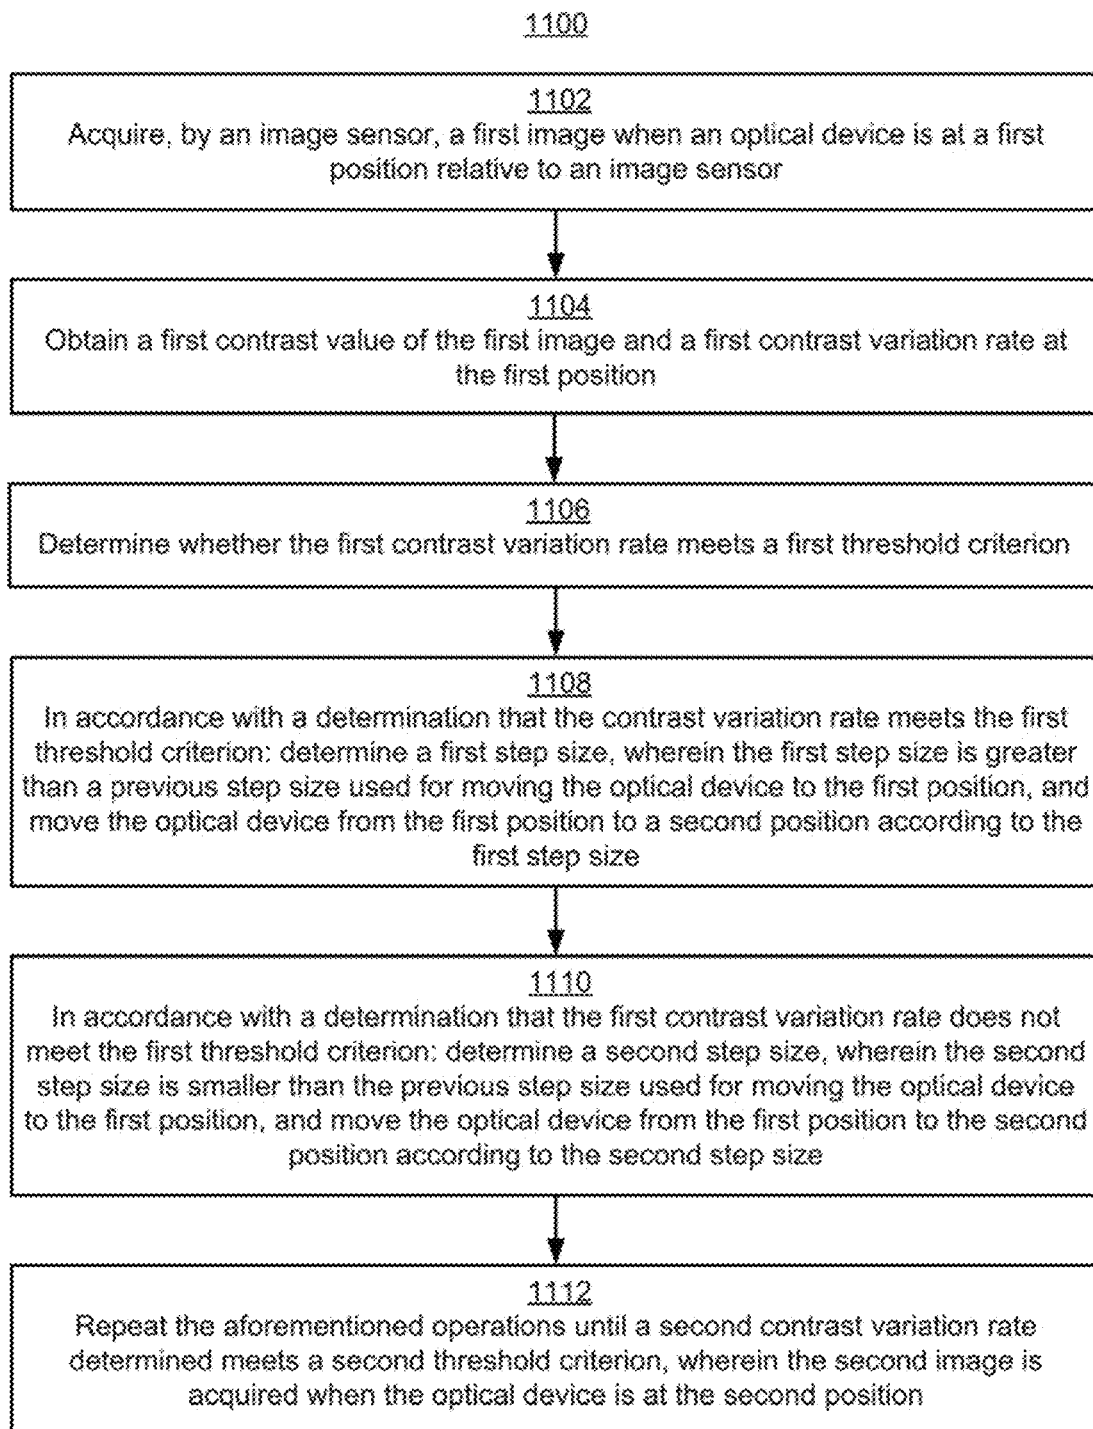 1100
1102
Acquire, by an image sensor, a first image when an optical device is at a first
position relative to an image sensor
1104
Obtain a first contrast value of the first image and a first contrast variation rate at
the first position
1106
Determine whether the first contrast variation rate meets a first threshold criterion
1108
In accordance with a determination that the contrast variation rate meets the first
threshold criterion: determine a first step size, wherein the first step size is greater
than a previous step size used for moving the optical device to the first position, and
move the optical device from the first position to a second position according to the
first step size
1110
In accordance with a determination that the first contrast variation rate does not
meet the first threshold criterion: determine a second step size, wherein the second
step size is smaller than the previous step size used for moving the optical device
to the first position, and move the optical device from the first position to the second
position according to the second step size
1112
Repeat the aforementioned operations until a second contrast variation rate
determined meets a second threshold criterion, wherein the second image is
acquired when the optical device is at the second position